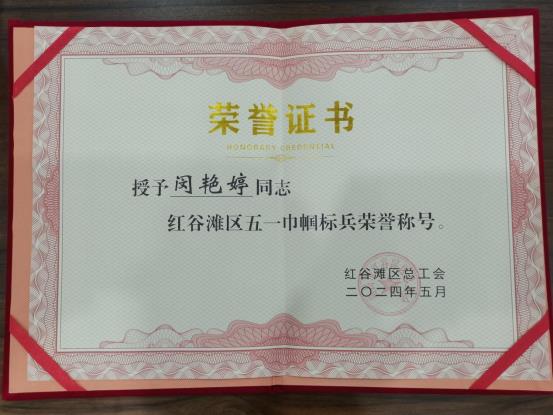 荣誉证书
HONORARY CREDENTIAL
授予闵艳婷同志
红谷滩区五一巾帼标兵荣誉称号。
红谷滩区总工会
二〇二四年五月